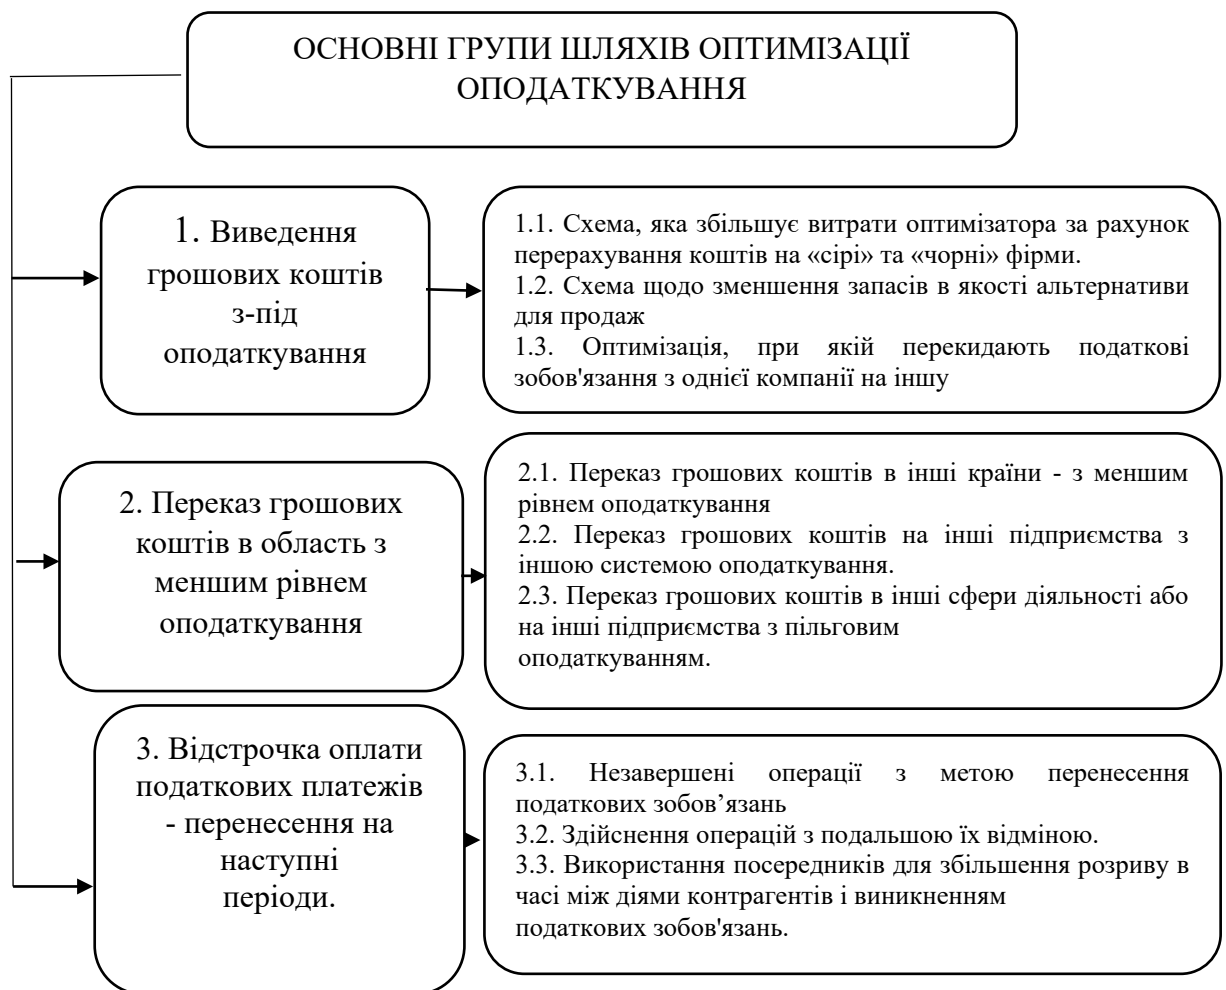 ОСНОВНІ ГРУПИ ШЛЯХІВ ОПТИМІЗАЦІЇ
ОПОДАТКУВАННЯ
1. Виведення
грошових коштів
з-під
оподаткування
1.1. Схема, яка збільшує витрати оптимізатора за рахунок
перерахування коштів на «сірі» та «чорні» фірми.
1.2. Схема щодо зменшення запасів в якості альтернативи
для продаж
1.3. Оптимізація, при якій перекидають податкові
зобов'язання з однієї компанії на іншу
2. Переказ грошових
коштів в область з
меншим рівнем
оподаткування
2.1. Переказ грошових коштів в інші країни - з меншим
рівнем оподаткування
2.2. Переказ грошових коштів на інші підприємства з
іншою системою оподаткування.
2.3. Переказ грошових коштів в інші сфери діяльності або
на інші підприємства з пільговим
оподаткуванням.
3. Відстрочка оплати
податкових платежів
- перенесення на
наступні
періоди.
3.1. Незавершені операції з метою перенесення
податкових зобов’язань
3.2. Здійснення операцій з подальшою їх відміною.
3.3. Використання посередників для збільшення розриву в
часі між діями контрагентів і виникненням
податкових зобов'язань.